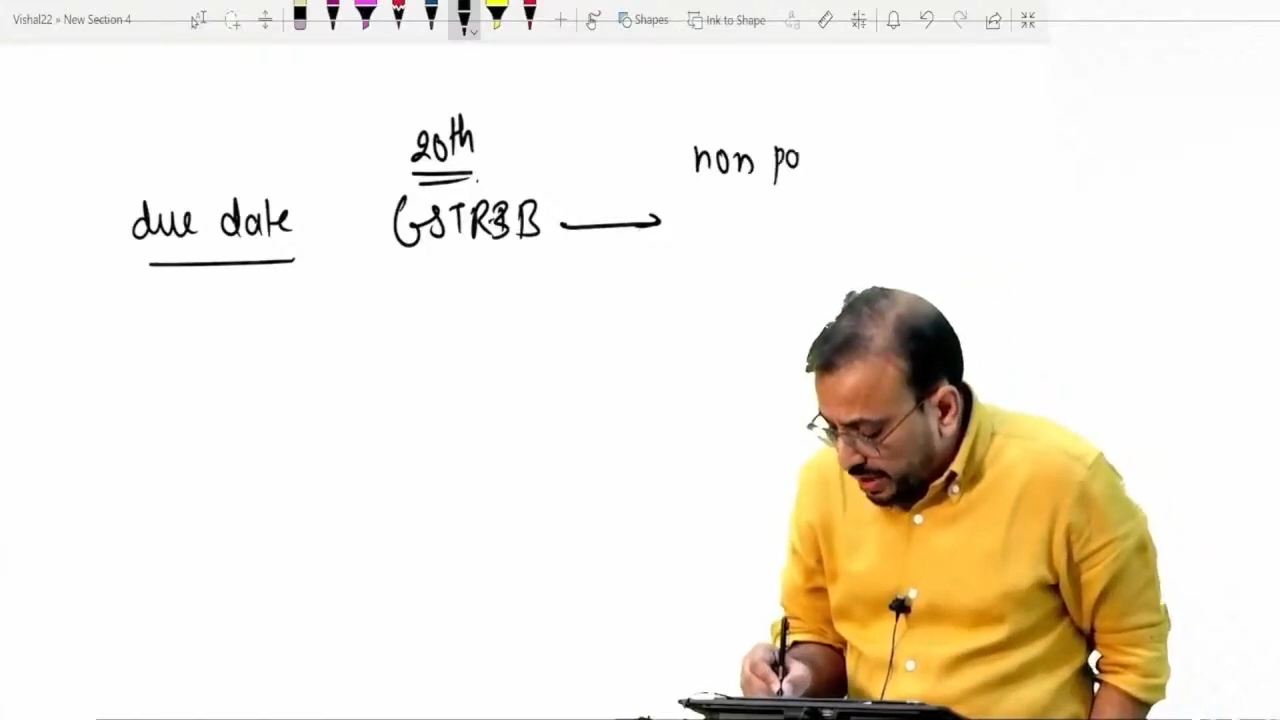 Vishal22 » New Section 4
Shapes
Ink to Shape
20th
non po
due date GSTR3B